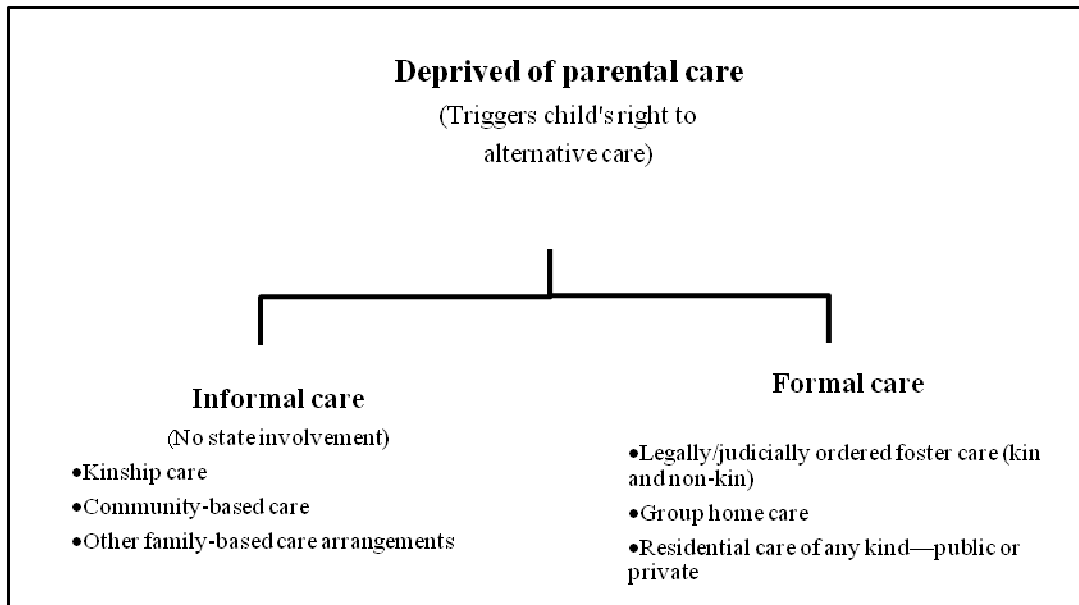 Deprived of parental care
(Triggers child's right to
alternative care)
Informal care
(No state involvement)
•Kinship care
•Community-based care
•Other family-based care arrangements
Formal care
•Legally/judicially ordered foster care (kin
and non-kin)
•Group home care
•Residential care of any kind—public or
private